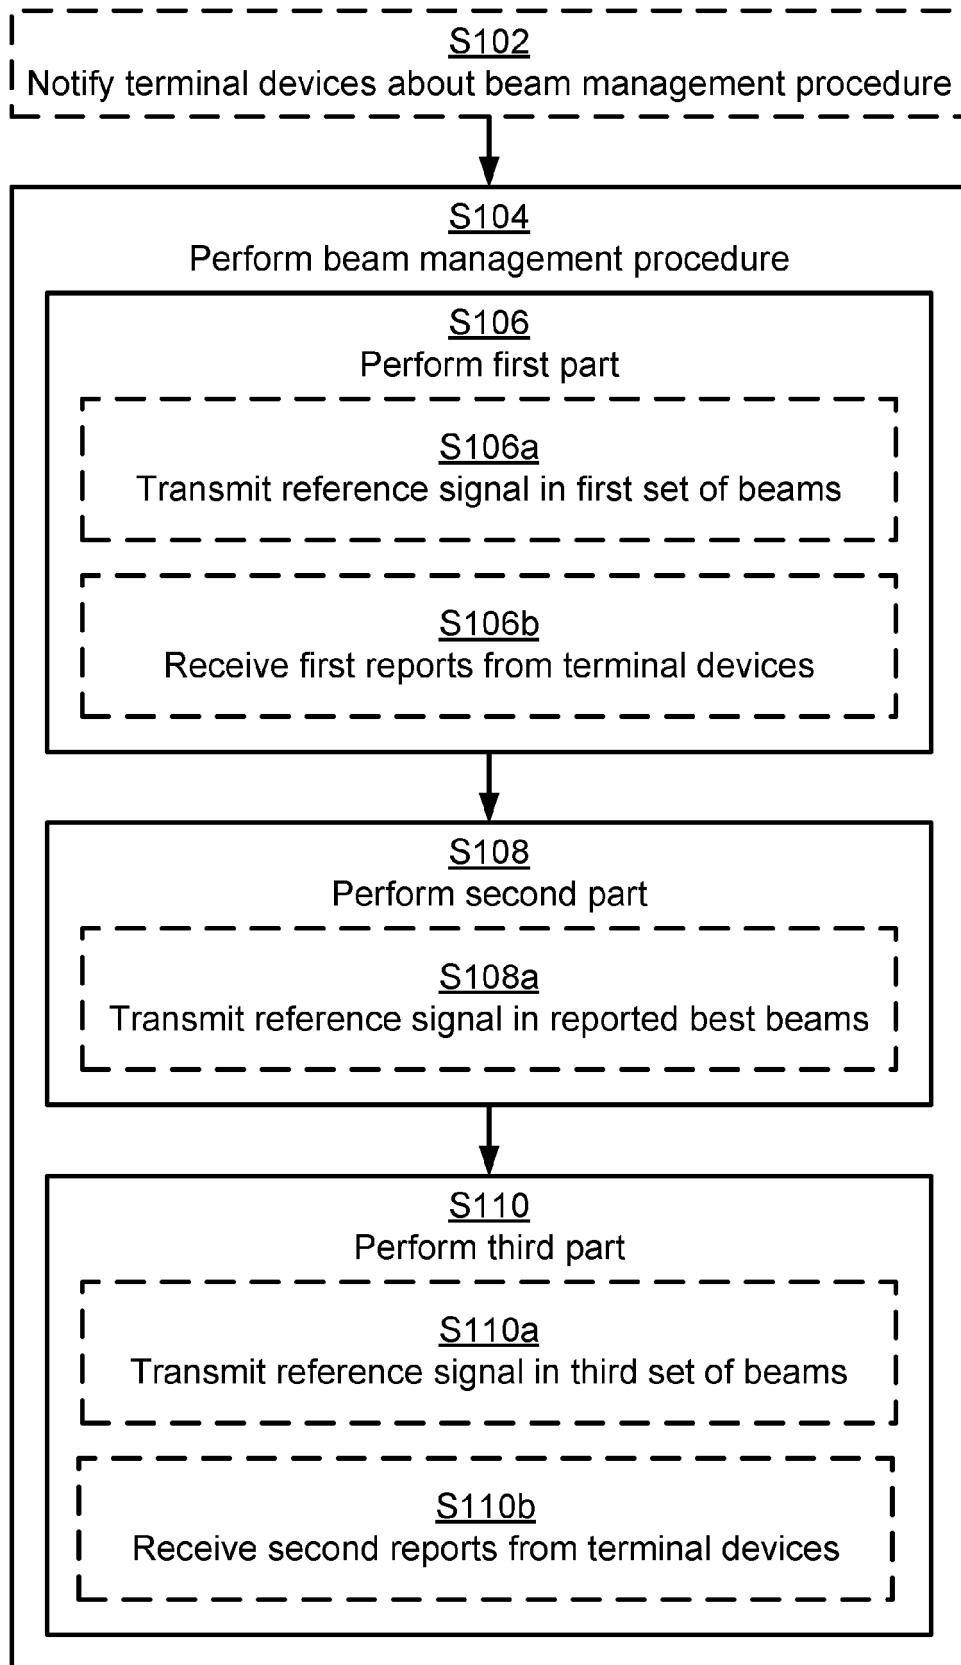 S102
Notify terminal devices about beam management procedure
S104
Perform beam management procedure
S106
Perform first part
S106a
Transmit reference signal in first set of beams
S106b
Receive first reports from terminal devices
S108
Perform second part
S108a
Transmit reference signal in reported best beams
S110
Perform third part
S110a
Transmit reference signal in third set of beams
S110b
Receive second reports from terminal devices